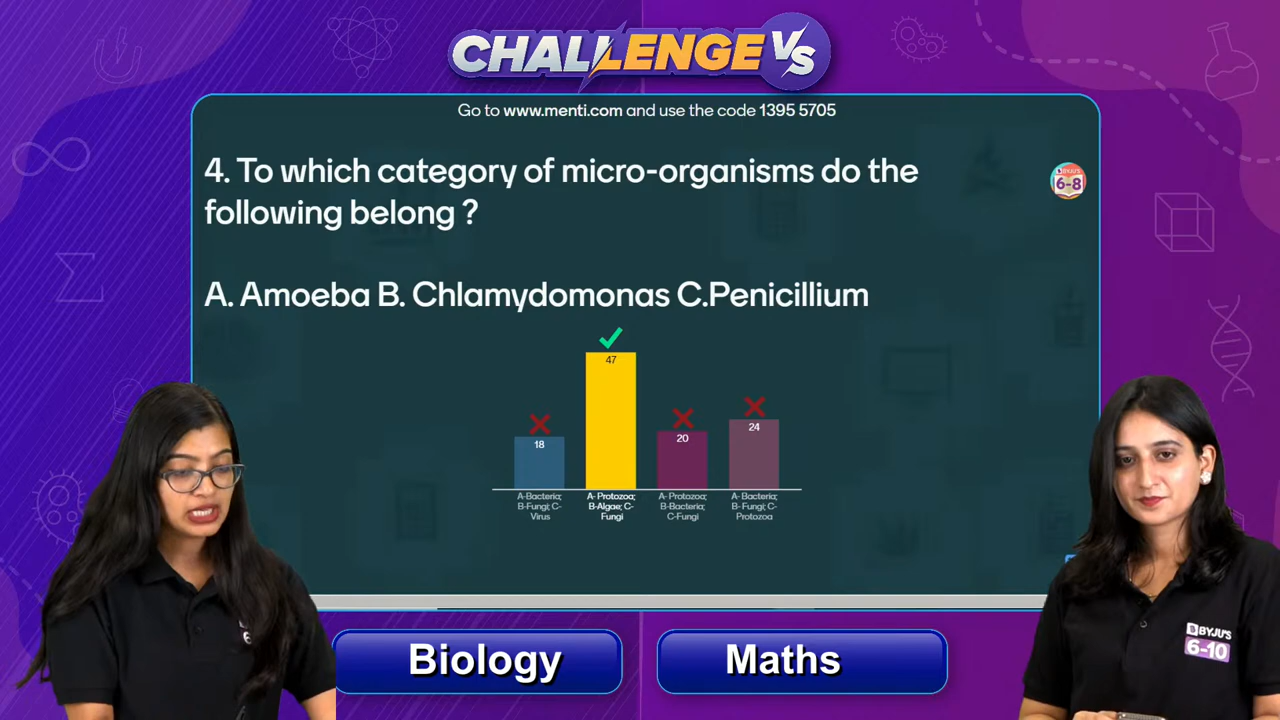 CHALLENGE VS
Go to www.menti.com and use the code 1395 5705
4. To which category of micro-organisms do the
following belong ?
BYJU'S
6-8
A. Amoeba B. Chlamydomonas C.Penicillium
47
18
20
24
A-Bacteria;
B-Fungi; C-
Virus
A- Protozoa;
B-Algae; C-
Fungi
A- Protozoa;
B-Bacteria;
C-Fungi
A- Bacteria;
B- Fungi; C-
Protozoa
BYJU'S
6-10
Biology
Maths